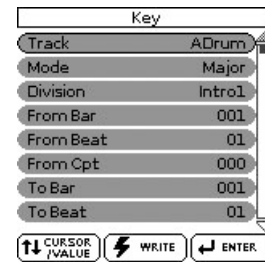 Key
Track ADrum
Mode Major
Division Intro1
From Bar 001
From Beat 01
From Cpt 000
To Bar 001
To Beat 01
CURSOR /VALUE WRITE ENTER